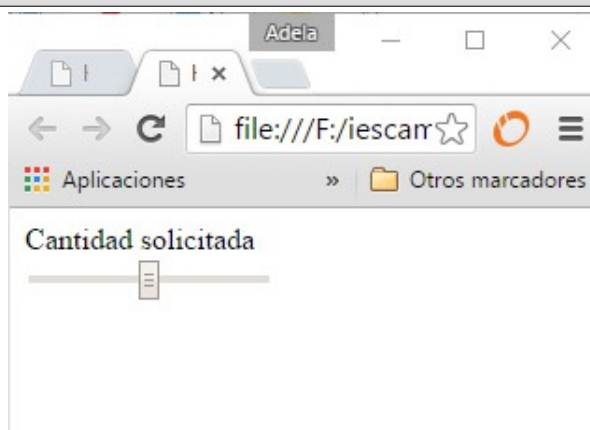 Adela
file:///F:/iescam
Aplicaciones » Otros marcadores
Cantidad solicitada